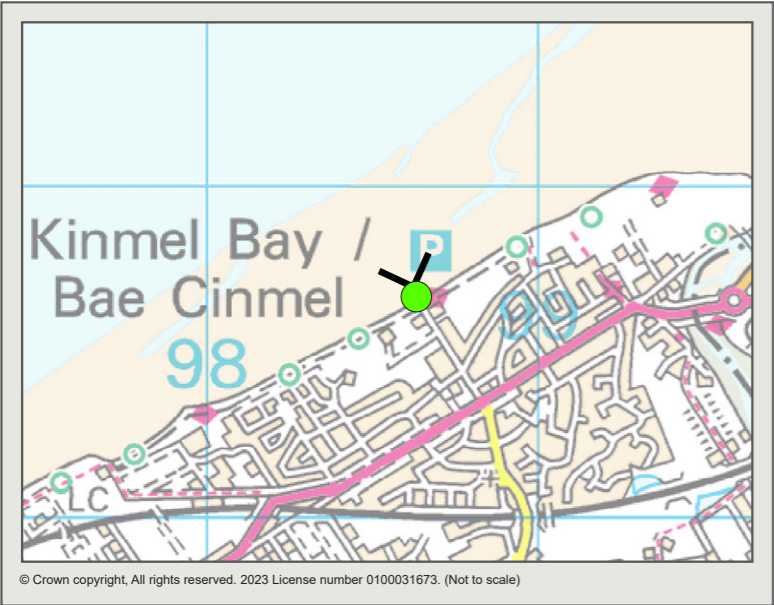 P
Kinmel Bay /
Bae Cinmel
99
98
LC
© Crown copyright, All rights reserved. 2023 License number 0100031673. (Not to scale)